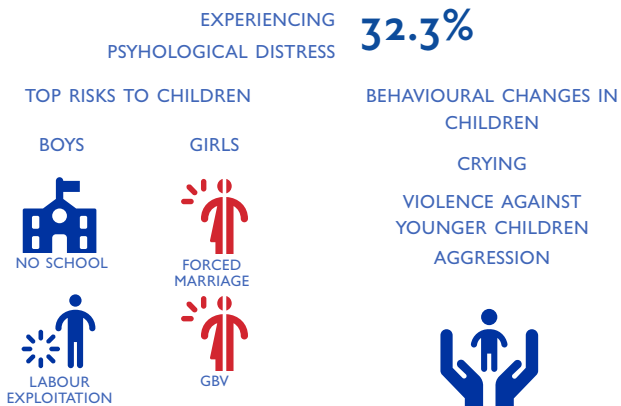 EXPERIENCING
PSYHOLOGICAL DISTRESS
32.3%
TOP RISKS TO CHILDREN
BOYS
GIRLS
NO SCHOOL
FORCED
MARRIAGE
LABOUR
EXPLOITATION
GBV
BEHAVIOURAL CHANGES IN
CHILDREN
CRYING
VIOLENCE AGAINST
YOUNGER CHILDREN
AGGRESSION